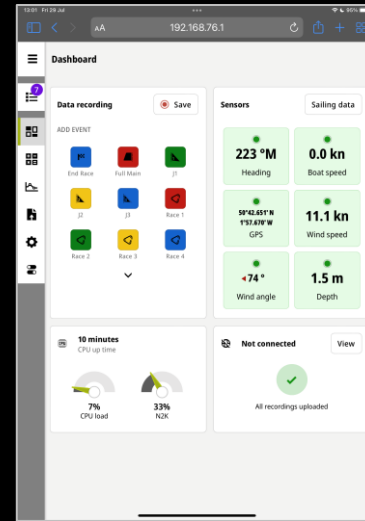 13:01 Fri 29 Jul
96%
AA
192.168.76.1
Dashboard
7
Data recording
Save
ADD EVENT
End Race
Full Main
J1
J2
J3
Race 1
Race 2
Race 3
Race 4
Sensors
Sailing data
223 °M
Heading
0.0 kn
Boat speed
50°42.651' N
1°57.670' W
GPS
11.1 kn
Wind speed
74 °
Wind angle
1.5 m
Depth
10 minutes
CPU up time
7%
CPU load
33%
N2K
Not connected
View
All recordings uploaded